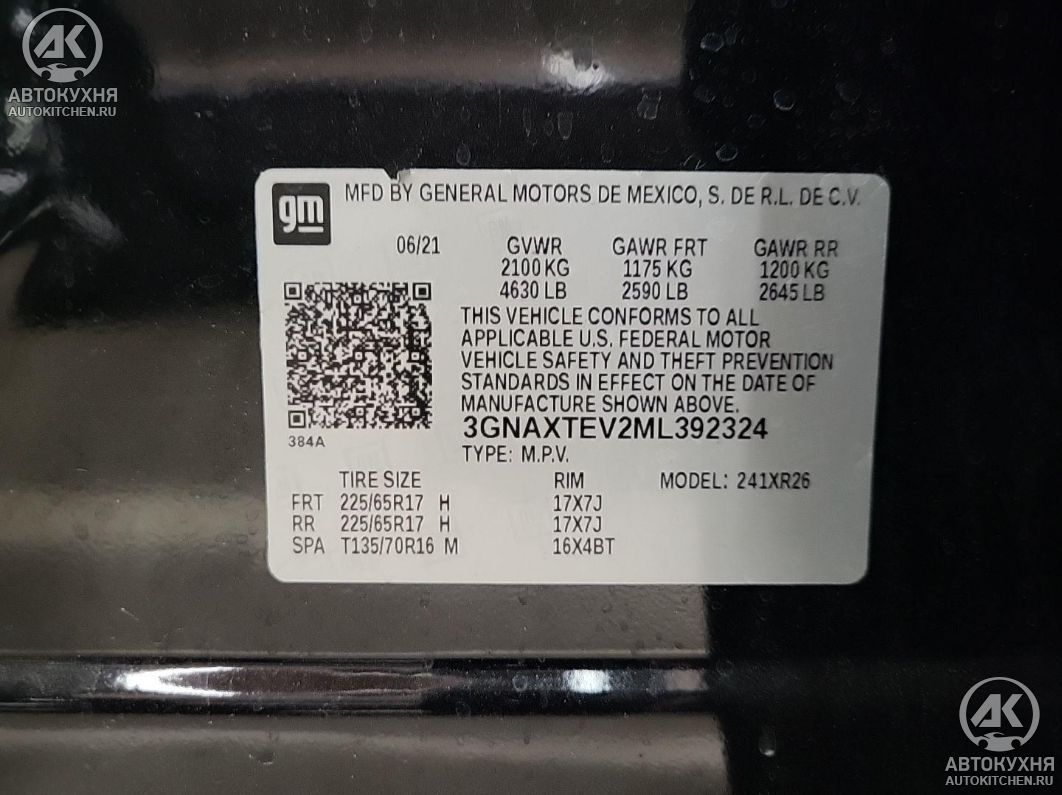 АК
АВТОКУХНЯ
AUTOKITCHEN.RU
gm
MFD BY GENERAL MOTORS DE MEXICO, S. DE R.L. DE C.V.
06/21 GVWR GAWR FRT GAWR RR
2100 KG 1175 KG 1200 KG
4630 LB 2590 LB 2645 LB
THIS VEHICLE CONFORMS TO ALL
APPLICABLE U.S. FEDERAL MOTOR
VEHICLE SAFETY AND THEFT PREVENTION
STANDARDS IN EFFECT ON THE DATE OF
MANUFACTURE SHOWN ABOVE.
3GNAXTEV2ML392324
384A
TYPE: M.P.V.
TIRE SIZE RIM MODEL: 241XR26
FRT 225/65R17 H 17X7J
RR 225/65R17 H 17X7J
SPA T135/70R16 M 16X4BT
АК
АВТОКУХНЯ
AUTOKITCHEN.RU